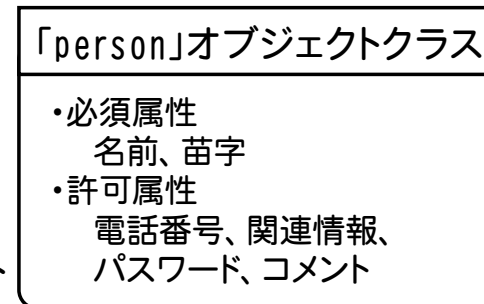 「person」オブジェクトクラス
・必須属性
名前、苗字
・許可属性
電話番号、関連情報、
パスワード、コメント